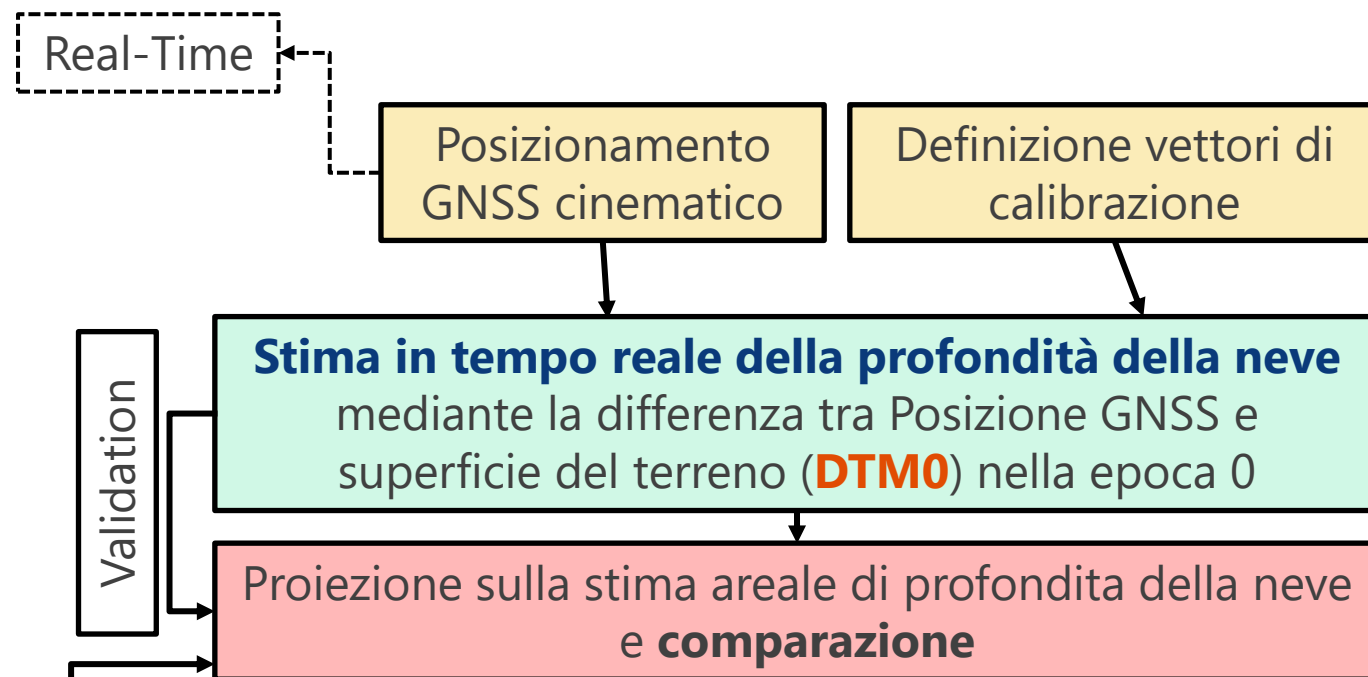 Real-Time
Posizionamento
GNSS cinematico
Definizione vettori di
calibrazione
Validation
Stima in tempo reale della profondità della neve
mediante la differenza tra Posizione GNSS e
superficie del terreno (DTM0) nella epoca 0
Proiezione sulla stima areale di profondita della neve
e comparazione